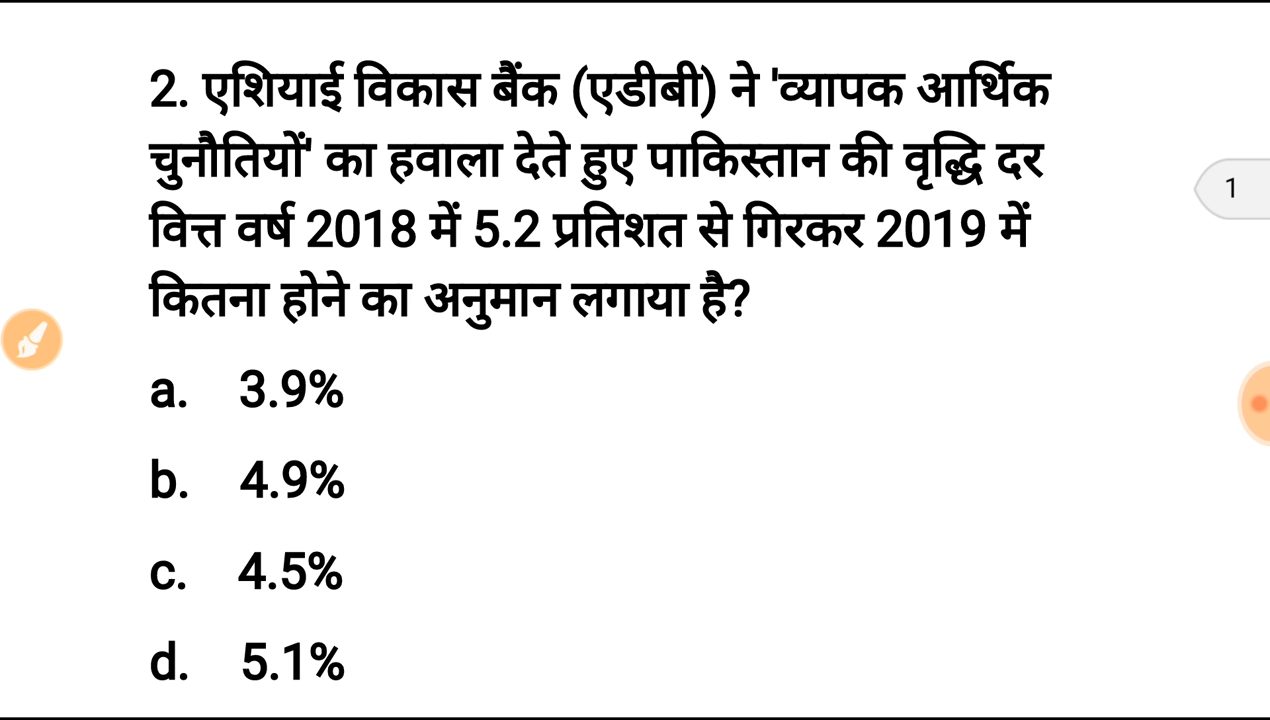 2. एशियाई विकास बैंक (एडीबी) ने 'व्यापक आर्थिक
चुनौतियों' का हवाला देते हुए पाकिस्तान की वृद्धि दर
वित्त वर्ष 2018 में 5.2 प्रतिशत से गिरकर 2019 में
कितना होने का अनुमान लगाया है?
1
a. 3.9%
b. 4.9%
c. 4.5%
d. 5.1%